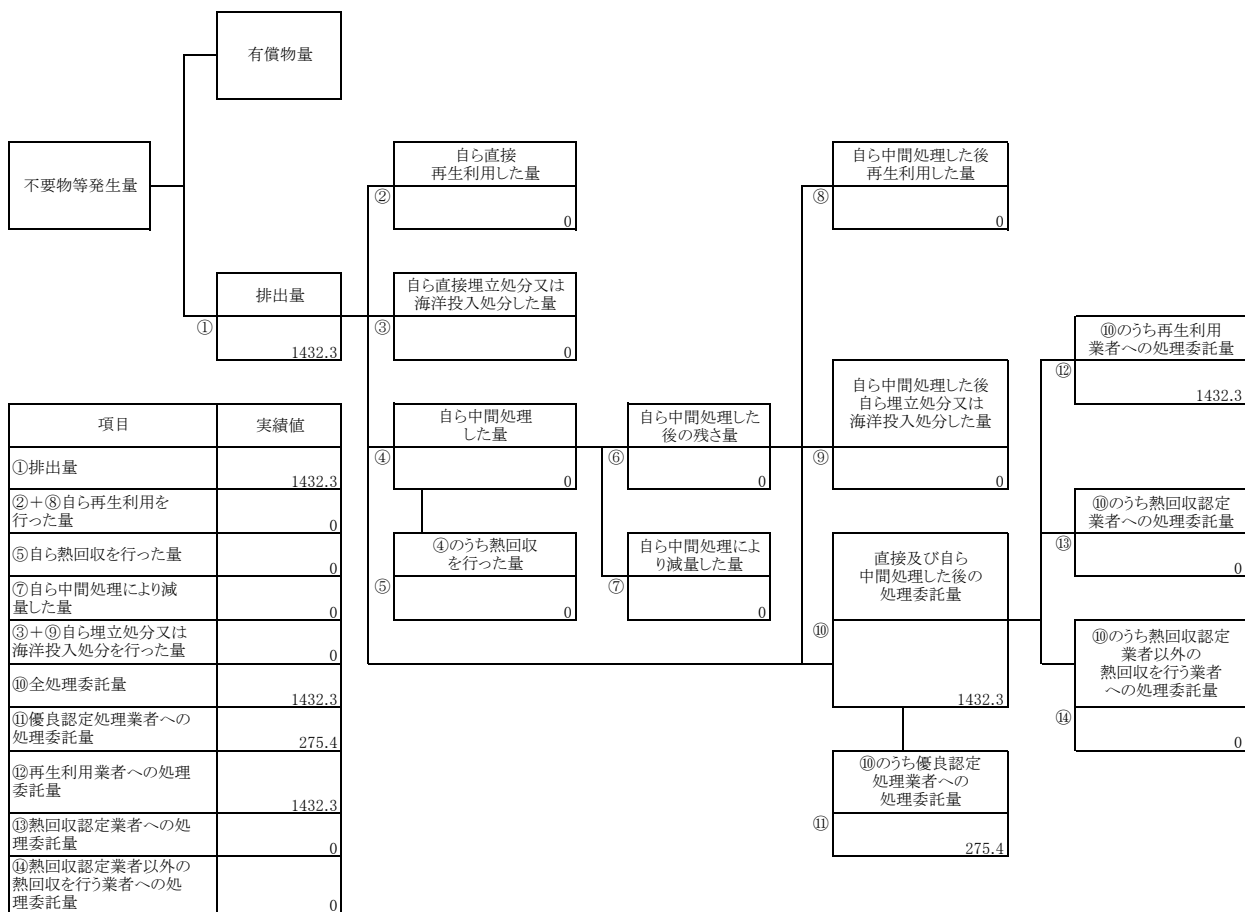 有償物量
不要物等発生量
排出量
①
1432.3
自ら直接
再生利用した量
②
0
自ら直接埋立処分又は
海洋投入処分した量
③
0
自ら中間処理
した量
④
0
④のうち熱回収
を行った量
⑤
0
自ら中間処理した
後の残さ量
⑥
0
自ら中間処理によ
り減量した量
⑦
0
自ら中間処理した後
再生利用した量
⑧
0
自ら中間処理した後
自ら埋立処分又は
海洋投入処分した量
⑨
0
直接及び自ら
中間処理した後の
処理委託量
⑩
1432.3
⑩のうち優良認定
処理業者への
処理委託量
⑪
275.4
⑩のうち再生利用
業者への処理委託量
⑫
1432.3
⑩のうち熱回収認定
業者への処理委託量
⑬
0
⑩のうち熱回収認定
業者以外の
熱回収を行う業者
への処理委託量
⑭
0
項目 実績値
①排出量 1432.3
②+⑧自ら再生利用を
行った量 0
⑤自ら熱回収を行った量 0
⑦自ら中間処理により減
量した量 0
③+⑨自ら埋立処分又は
海洋投入処分を行った量 0
⑩全処理委託量 1432.3
⑪優良認定処理業者への
処理委託量 275.4
⑫再生利用業者への処理
委託量 1432.3
⑬熱回収認定業者への処
理委託量 0
⑭熱回収認定業者以外の
熱回収を行う業者への処
理委託量 0